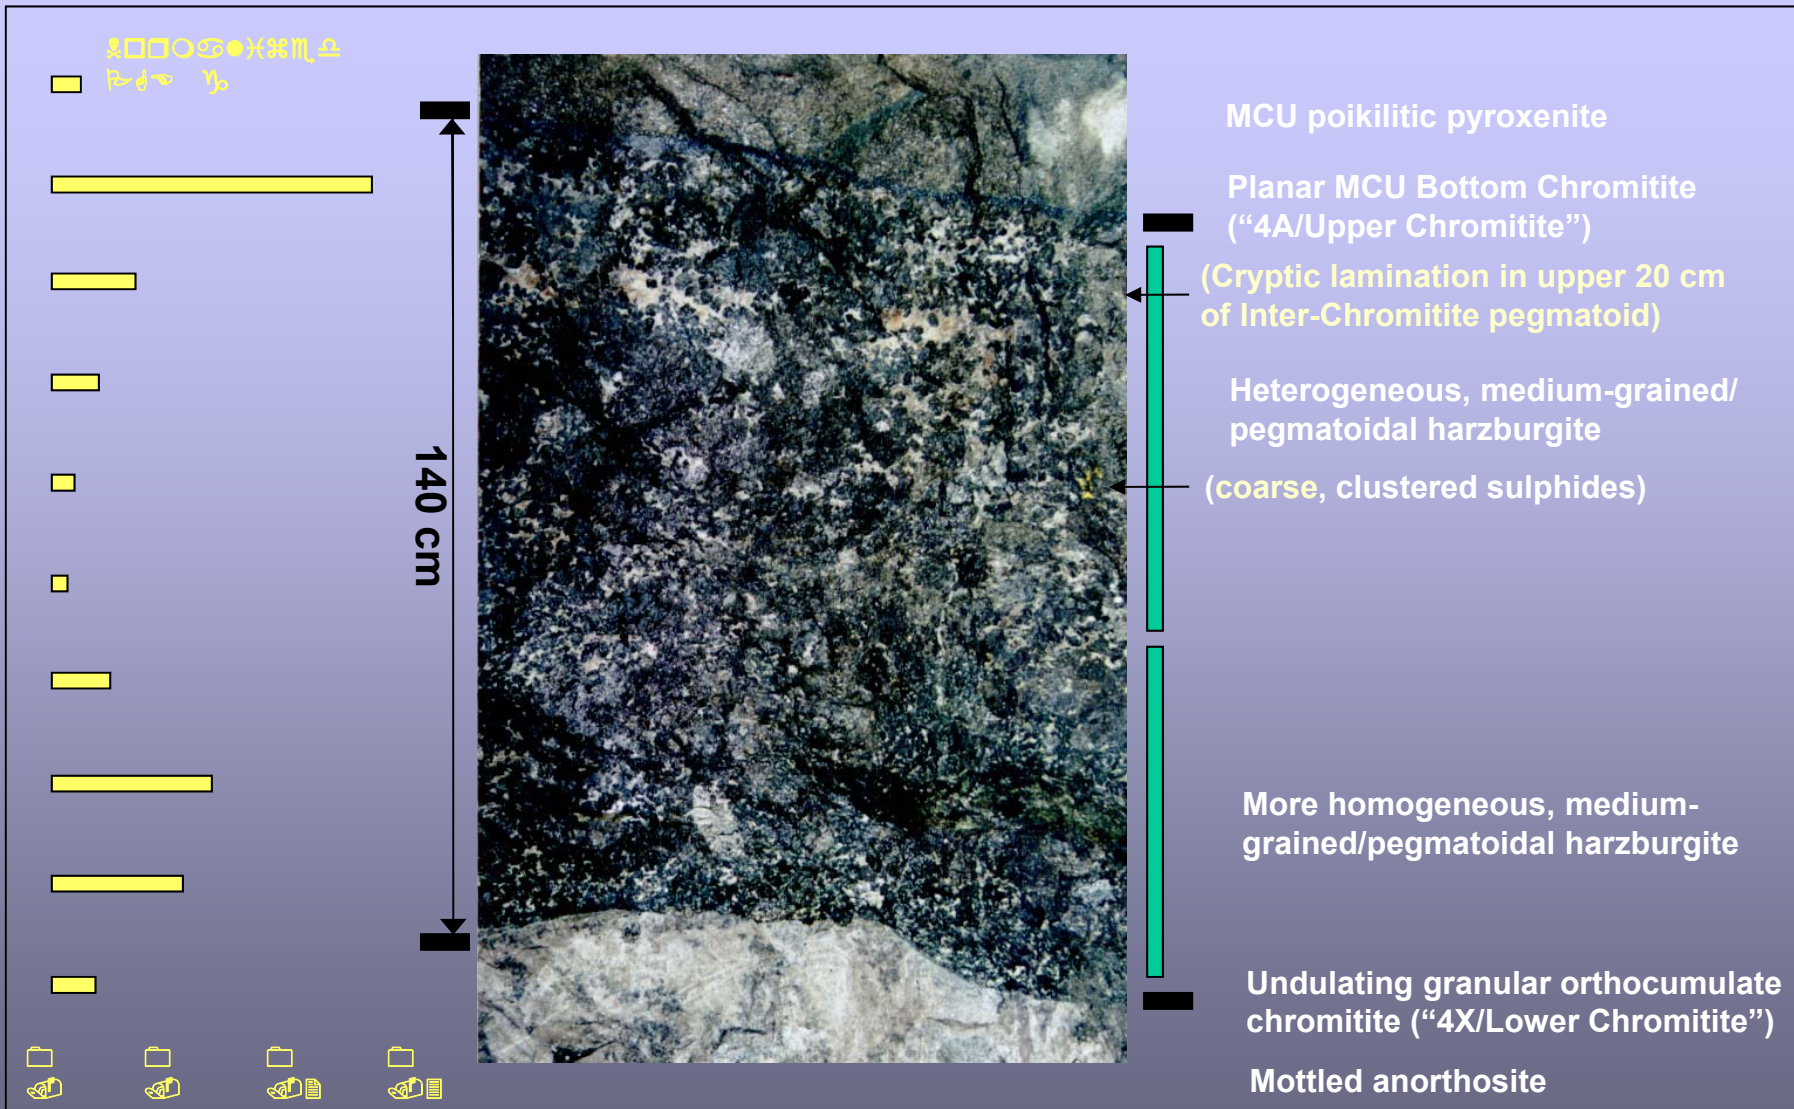 MCU poikilitic pyroxenite
Planar MCU Bottom Chromitite
(“4A/Upper Chromitite”)
(Cryptic lamination in upper 20 cm
of Inter-Chromitite pegmatoid)
Heterogeneous, medium-grained/
pegmatoidal harzburgite
(coarse, clustered sulphides)
140 cm
More homogeneous, medium-
grained/pegmatoidal harzburgite
Undulating granular orthocumulate
chromitite (“4X/Lower Chromitite”)
Mottled anorthosite